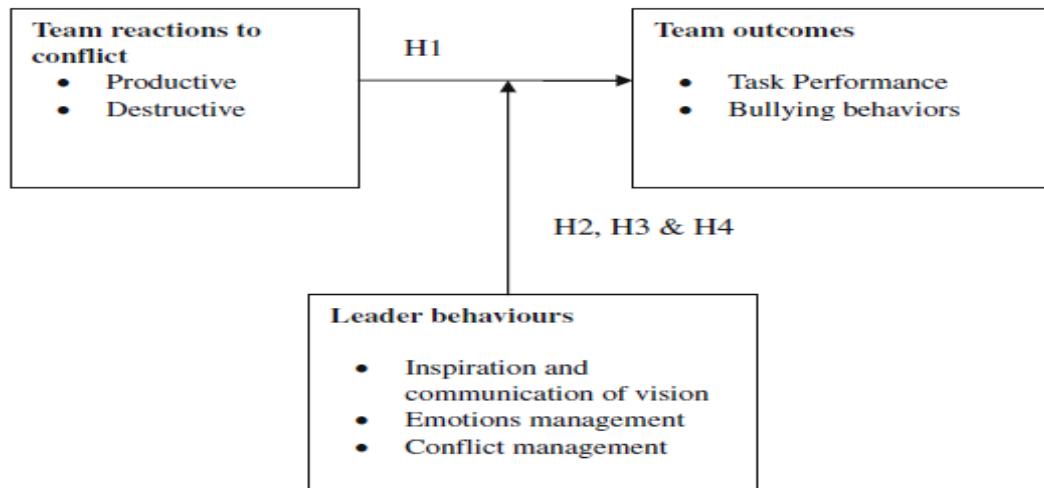 Team reactions to
conflict
• Productive
• Destructive
H1
Team outcomes
• Task Performance
• Bullying behaviors
H2, H3 & H4
Leader behaviours
• Inspiration and
communication of vision
• Emotions management
• Conflict management